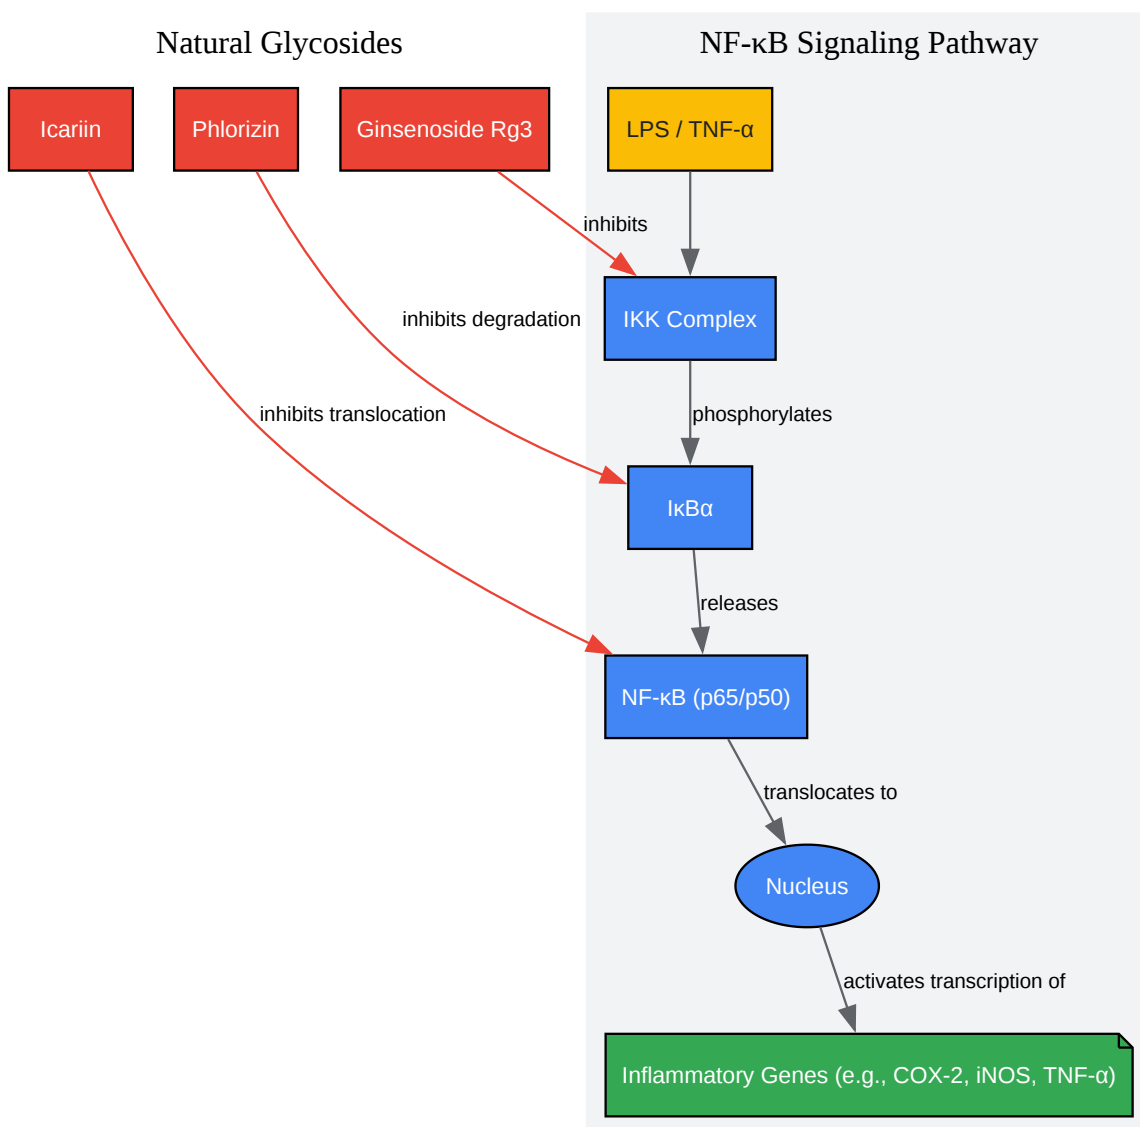 Natural Glycosides
NF-κB Signaling Pathway
Icariin
Phlorizin
Ginsenoside Rg3
LPS / TNF-α
inhibits
inhibits degradation
IKK Complex
inhibits translocation
phosphorylates
IκBα
releases
NF-κB (p65/p50)
translocates to
Nucleus
activates transcription of
Inflammatory Genes (e.g., COX-2, iNOS, TNF-α)